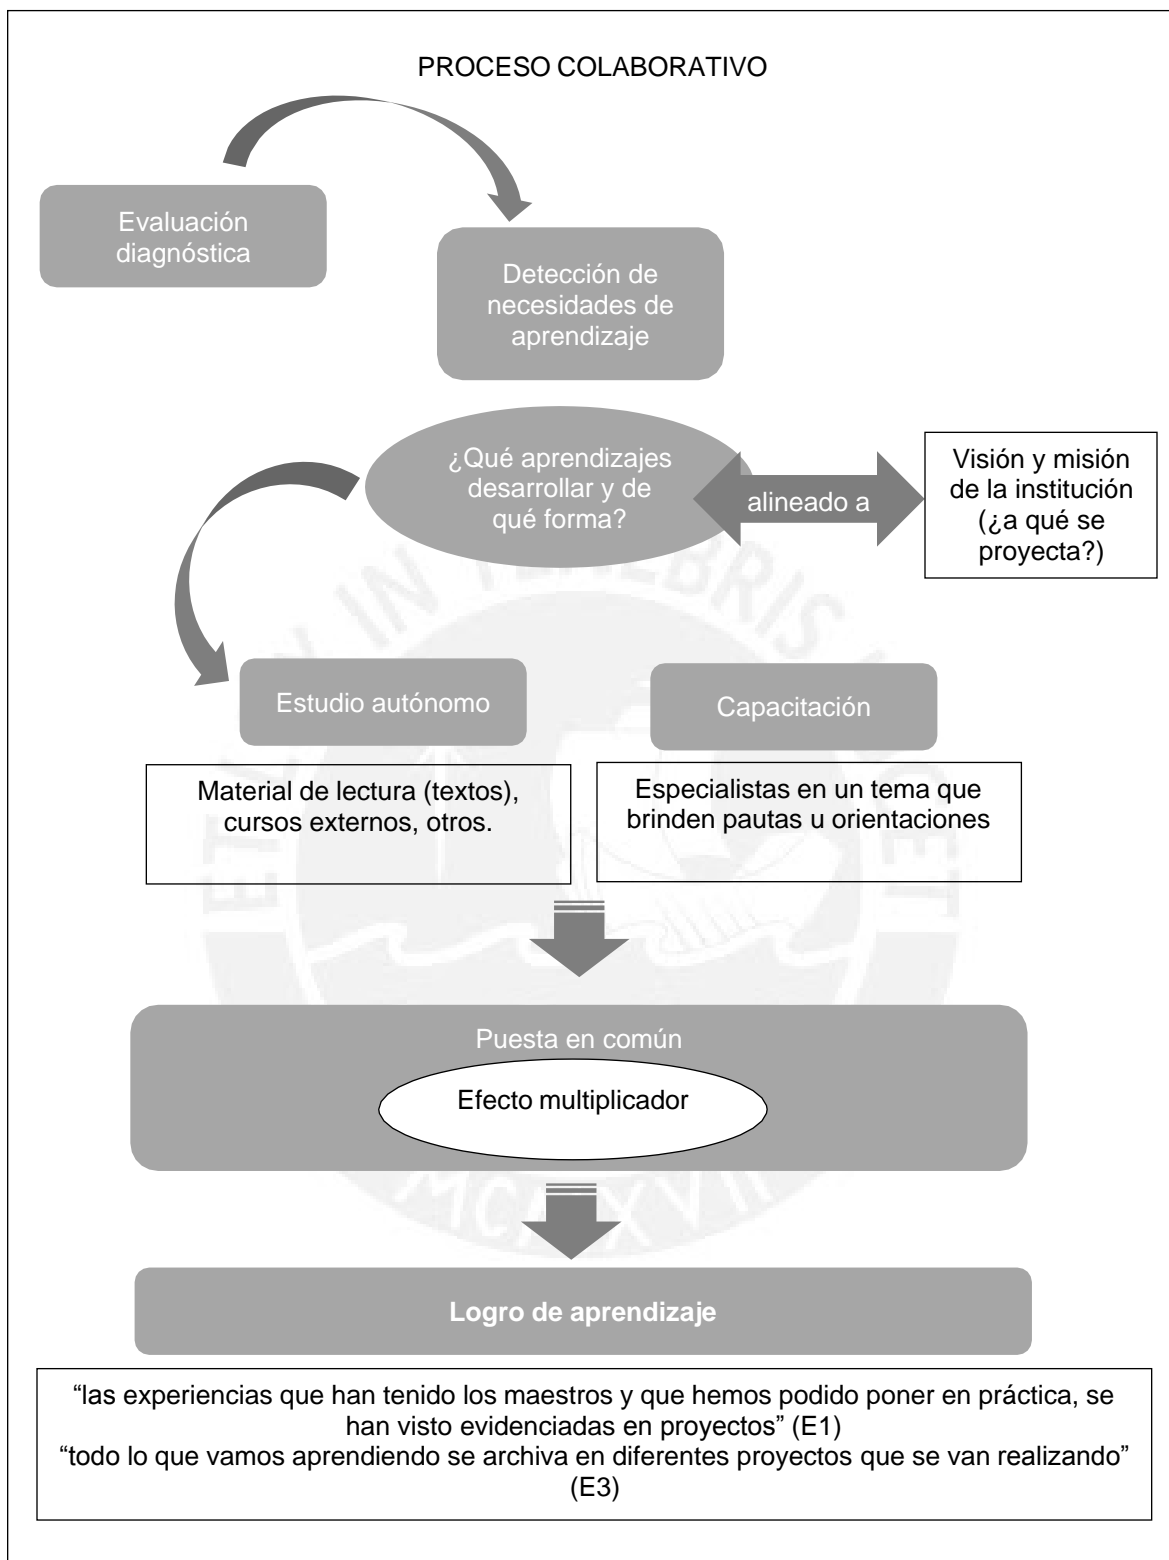 PROCESO COLABORATIVO
Evaluación
diagnóstica
Detección de
necesidades de
aprendizaje
¿Qué aprendizajes
desarrollar y de
qué forma?
alineado a
Visión y misión
de la institución
(¿a qué se
proyecta?)
Estudio autónomo
Capacitación
Material de lectura (textos),
cursos externos, otros.
Especialistas en un tema que
brinden pautas u orientaciones
Puesta en común
Efecto multiplicador
Logro de aprendizaje
“las experiencias que han tenido los maestros y que hemos podido poner en práctica, se
han visto evidenciadas en proyectos” (E1)
“todo lo que vamos aprendiendo se archiva en diferentes proyectos que se van realizando”
(E3)